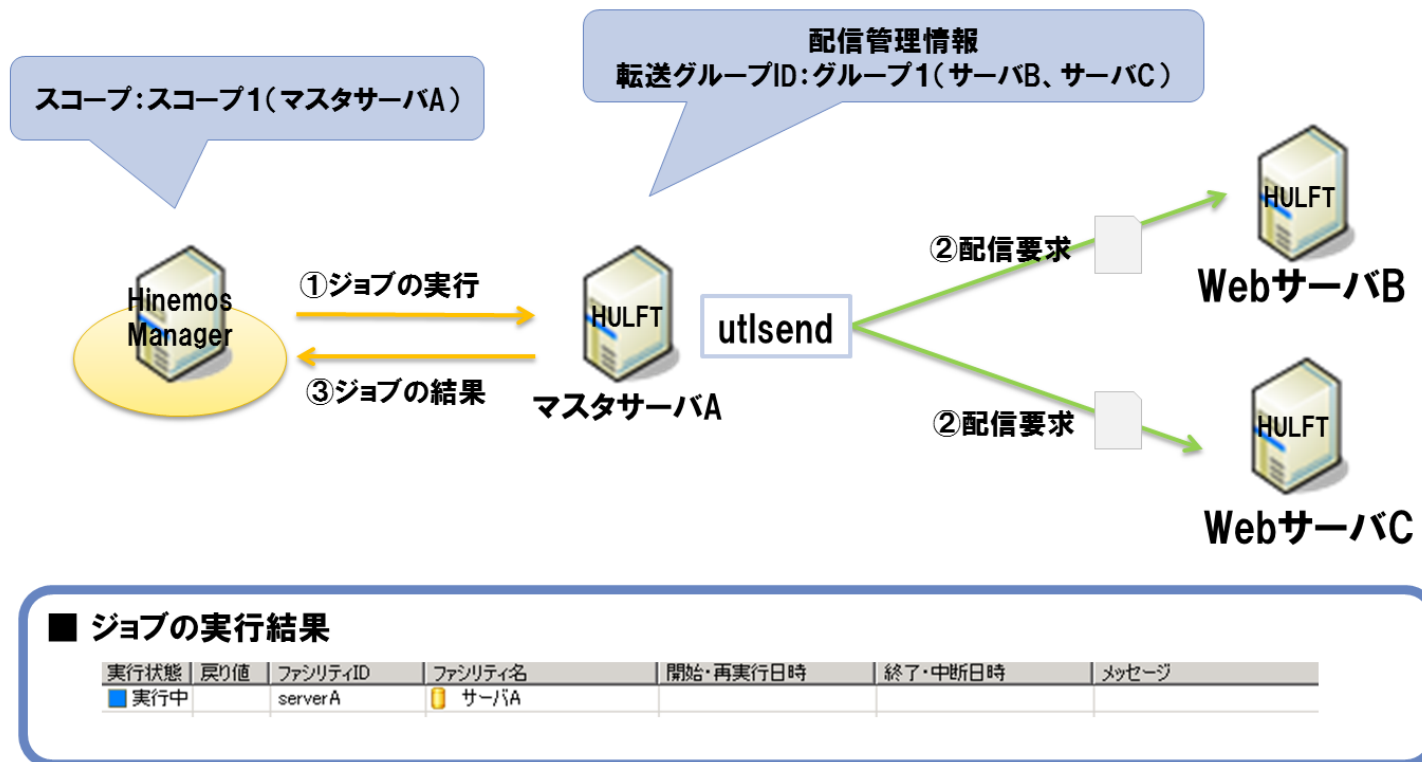 配信管理情報
転送グループID:グループ1(サーバB、サーバC)
スコープ:スコープ1(マスタサーバA)
Hinemos
Manager
①ジョブの実行
③ジョブの結果
HULFT
マスタサーバA
utlsend
②配信要求
②配信要求
HULFT
WebサーバB
HULFT
WebサーバC
■ ジョブの実行結果
実行状態 戻り値 ファシリティID ファシリティ名 開始・再実行日時 終了・中断日時 メッセージ
実行中 serverA サーバA